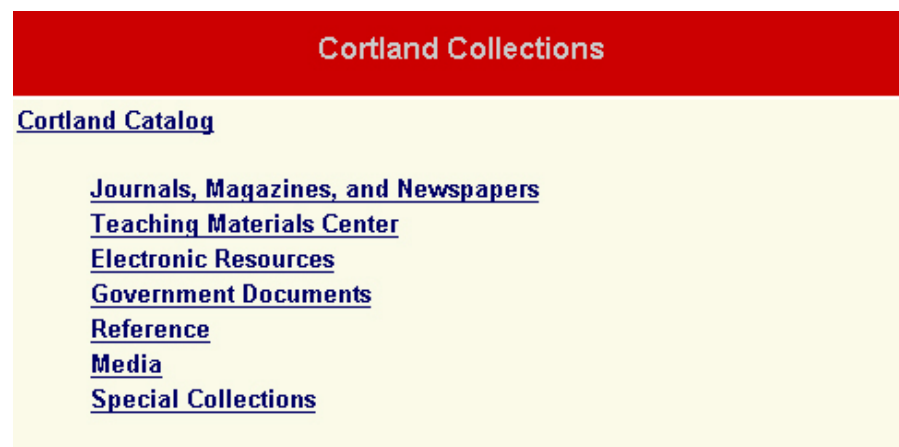 Cortland Collections
Cortland Catalog
Journals, Magazines, and Newspapers
Teaching Materials Center
Electronic Resources
Government Documents
Reference
Media
Special Collections